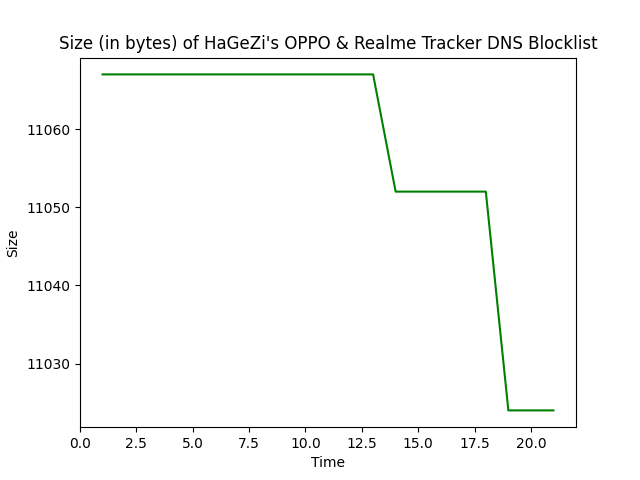 Size (in bytes) of HaGeZi's OPPO & Realme Tracker DNS Blocklist
11060
11050
11040
11030
Size
0.0 2.5 5.0 7.5 10.0 12.5 15.0 17.5 20.0
Time